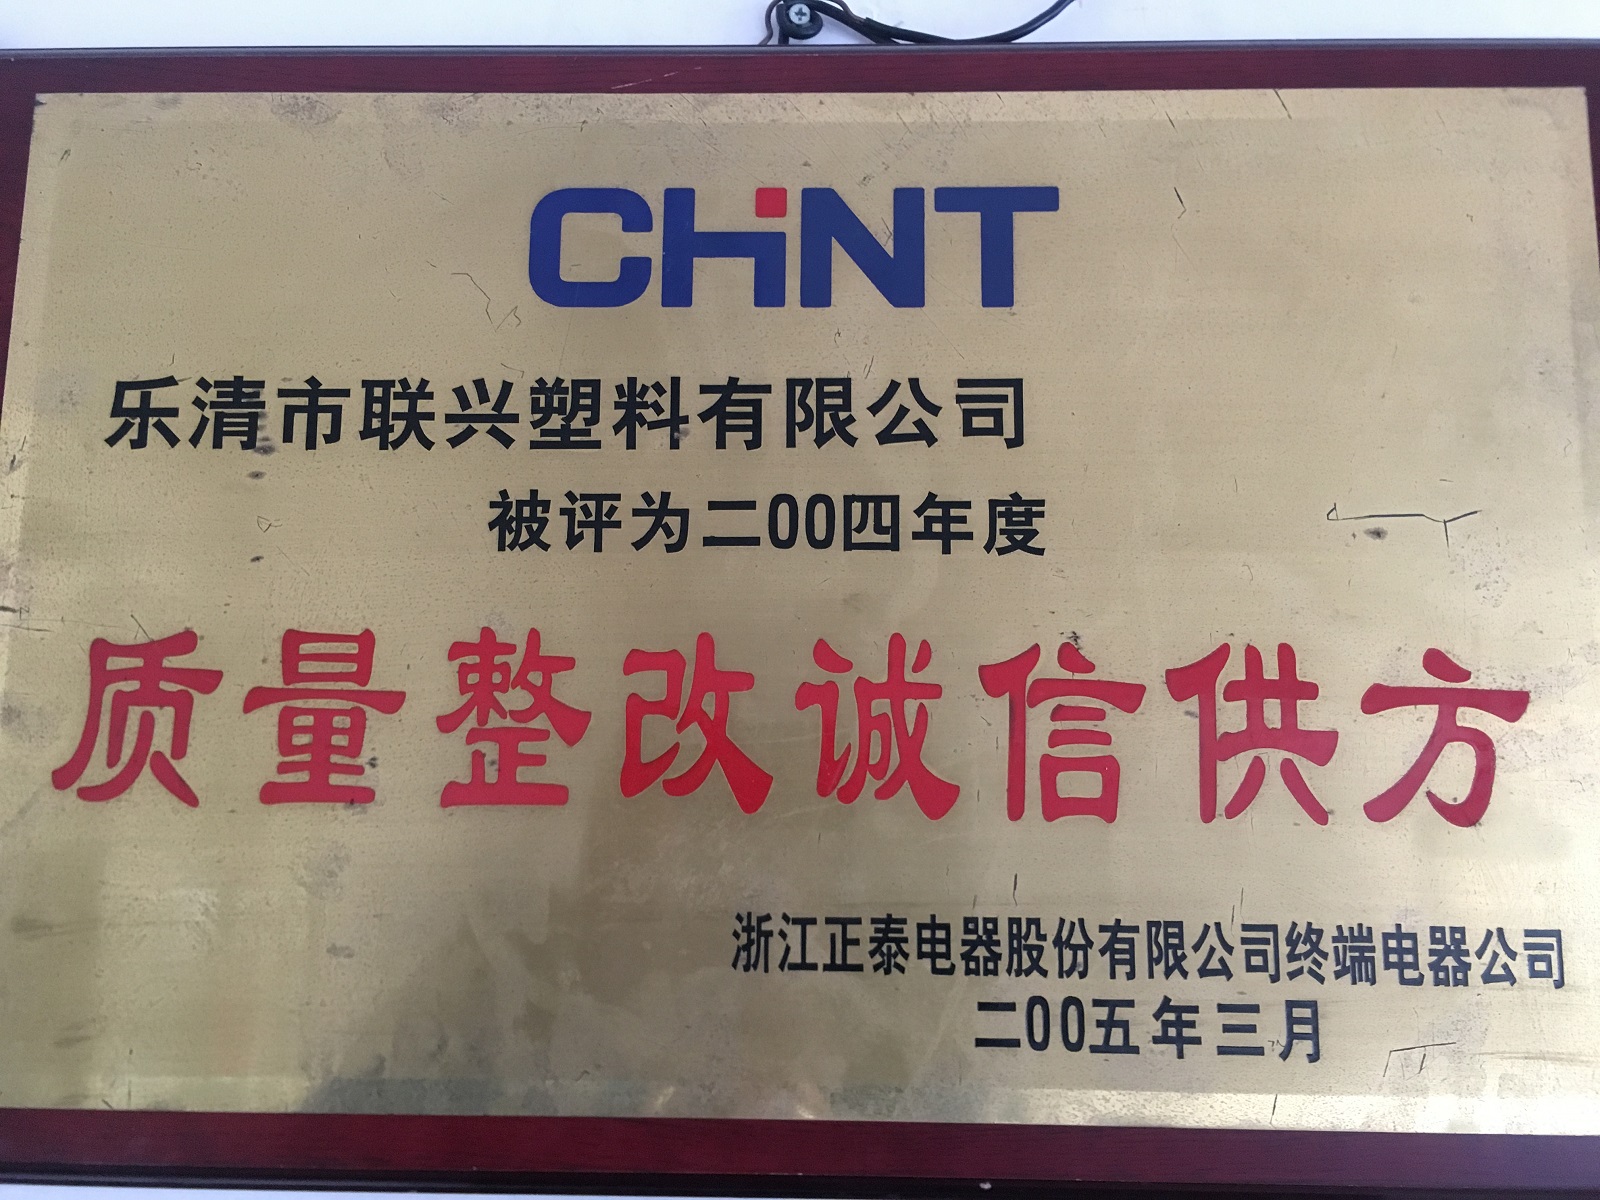 CHINT
乐清市联兴塑料有限公司
被评为二00四年度
质量整改诚信供方
浙江正泰电器股份有限公司终端电器公司
二00五年三月